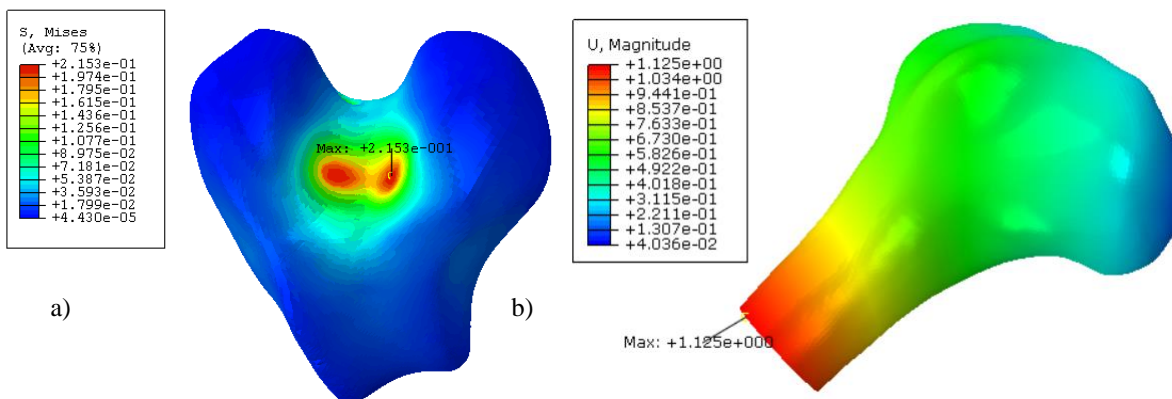 S, Mises
(Avg: 75%)
+2.153e-01
+1.974e-01
+1.795e-01
+1.615e-01
+1.436e-01
+1.256e-01
+1.077e-01
+8.975e-02
+7.181e-02
+5.387e-02
+3.593e-02
+1.799e-02
+4.430e-05
Max: +2.153e-001
a)
U, Magnitude
+1.125e+00
+1.034e+00
+9.441e-01
+8.537e-01
+7.633e-01
+6.730e-01
+5.826e-01
+4.922e-01
+4.018e-01
+3.115e-01
+2.211e-01
+1.307e-01
+4.036e-02
b)
Max: +1.125e+000